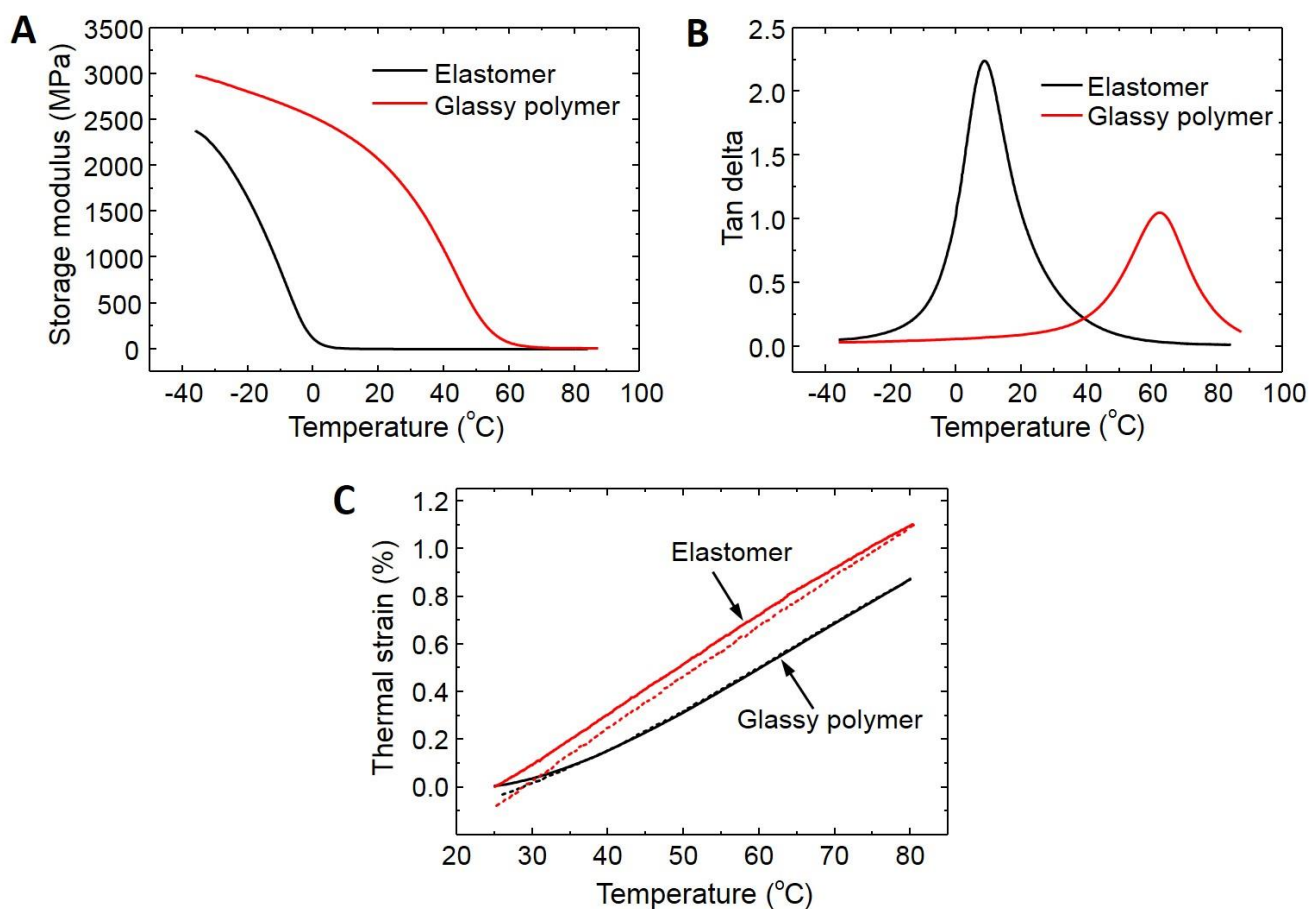 A
Storage modulus (MPa)
3500
3000
2500
2000
1500
1000
500
0
Elastomer
Glassy polymer
-40 -20 0 20 40 60 80 100
Temperature (°C)
B
Tan delta
2.5
2.0
1.5
1.0
0.5
0.0
Elastomer
Glassy polymer
-40 -20 0 20 40 60 80 100
Temperature (°C)
C
Thermal strain (%)
1.2
1.0
0.8
0.6
0.4
0.2
0.0
Elastomer
Glassy polymer
20 30 40 50 60 70 80
Temperature (°C)